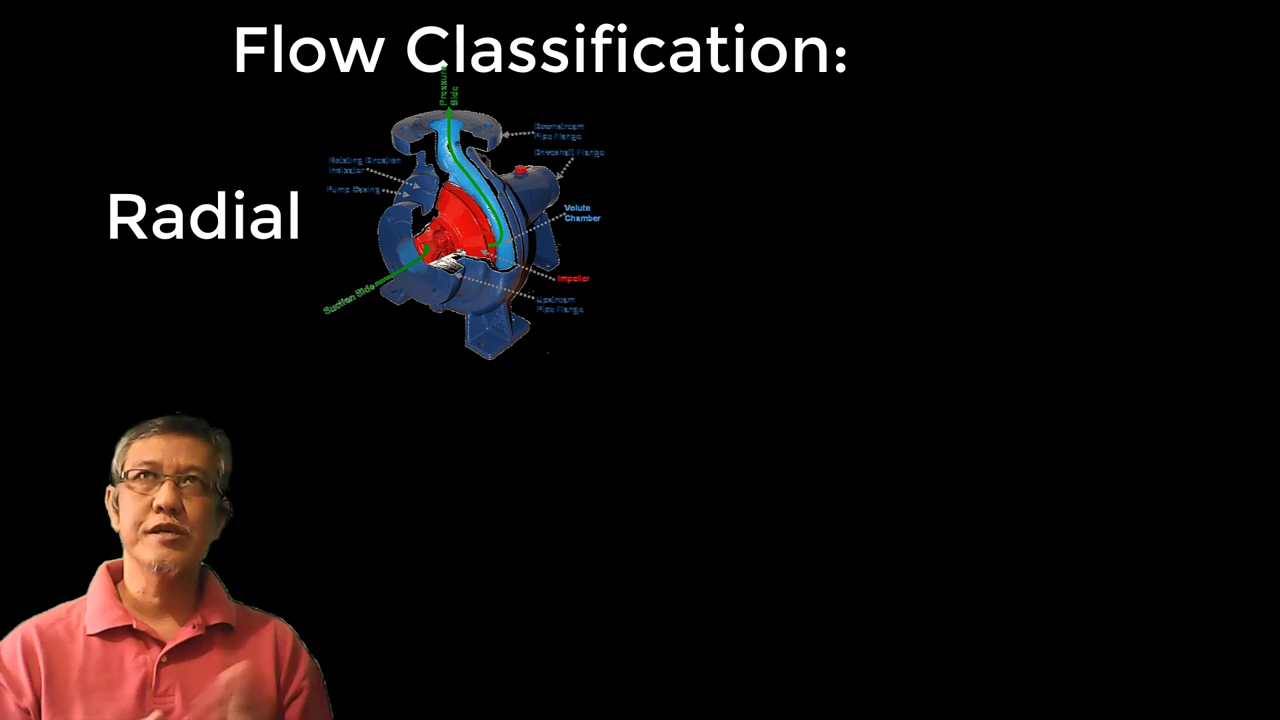 Flow Classification:
Pressure
Side
Downstream
Pipe Flange
Driveshaft Flange
Rotating Direction
Indicator
Pump Casing
Radial
Volute
Chamber
Impeller
Suction Side
Upstream
Pipe Flange